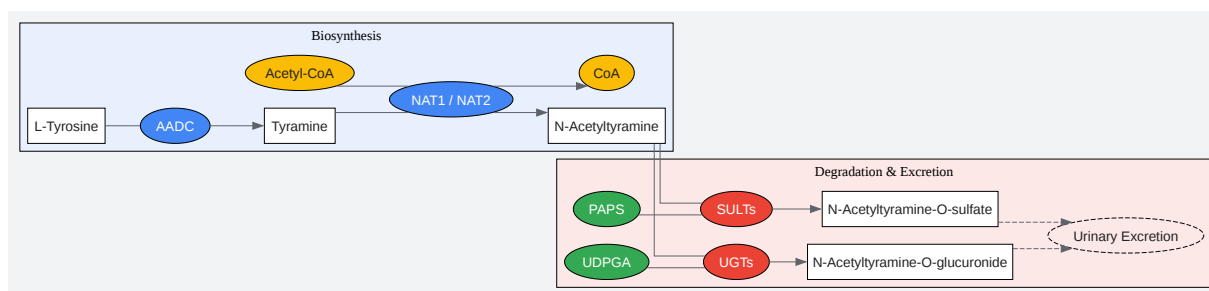 Biosynthesis
Acetyl-CoA
CoA
NAT1 / NAT2
L-Tyrosine
AADC
Tyramine
N-Acetyltyramine
Degradation & Excretion
PAPS
SULTs
N-Acetyltyramine-O-sulfate
Urinary Excretion
UDPGA
UGTs
N-Acetyltyramine-O-glucuronide